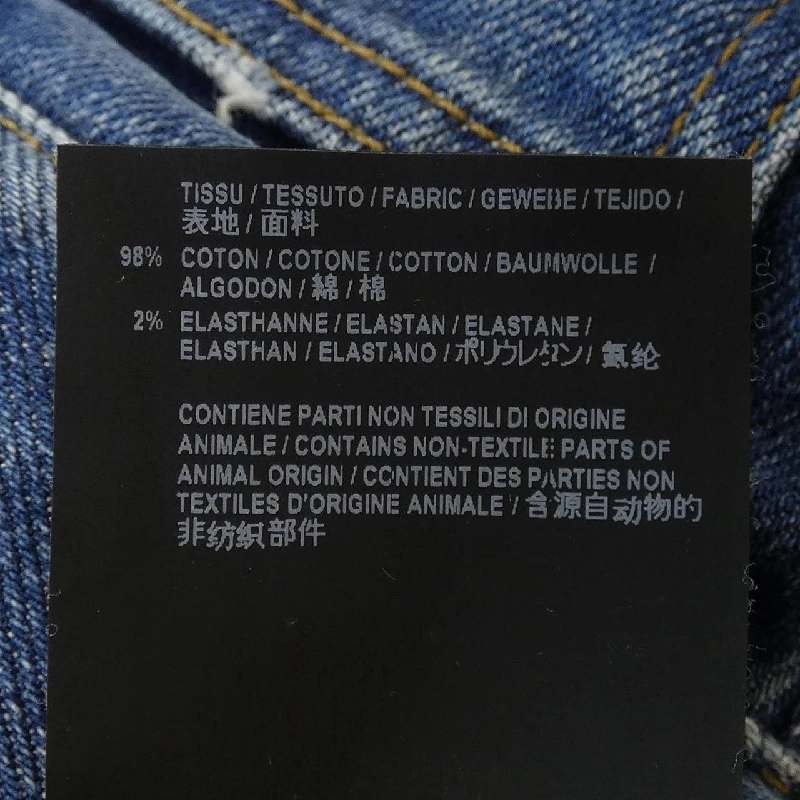 TISSU / TESSUTO / FABRIC / GEWEBE / TEJIDO /
表地 / 面料
98% COTON / COTONE / COTTON / BAUMWOLLE /
ALGODON / 綿 / 棉
2% ELASTHANNE / ELASTAN / ELASTANE /
ELASTHAN / ELASTANO / ポリウレタン / 氨纶
CONTIENE PARTI NON TESSILI DI ORIGINE
ANIMALE / CONTAINS NON-TEXTILE PARTS OF
ANIMAL ORIGIN / CONTIENT DES PARTIES NON
TEXTILES D'ORIGINE ANIMALE / 含源自动物的
非纺织部件